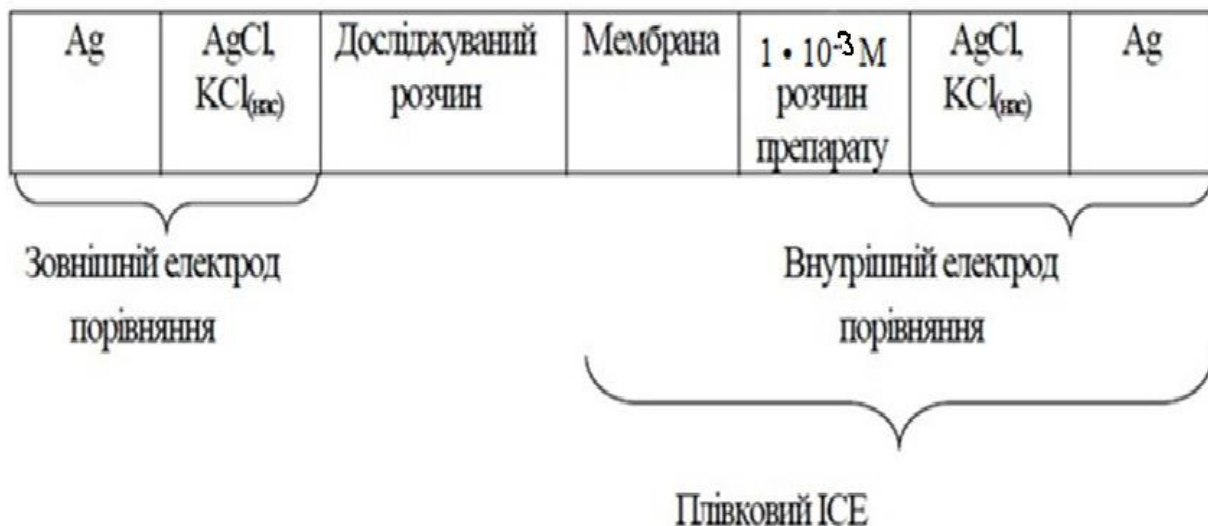 Ag
AgCl,
KCl(нас)
Досліджуваний
розчин
Мембрана
1 • 10⁻³ М
розчин
препарату
AgCl,
KCl(нас)
Ag
Зовнішній електрод
порівняння
Внутрішній електрод
порівняння
Плівковий ІСЕ